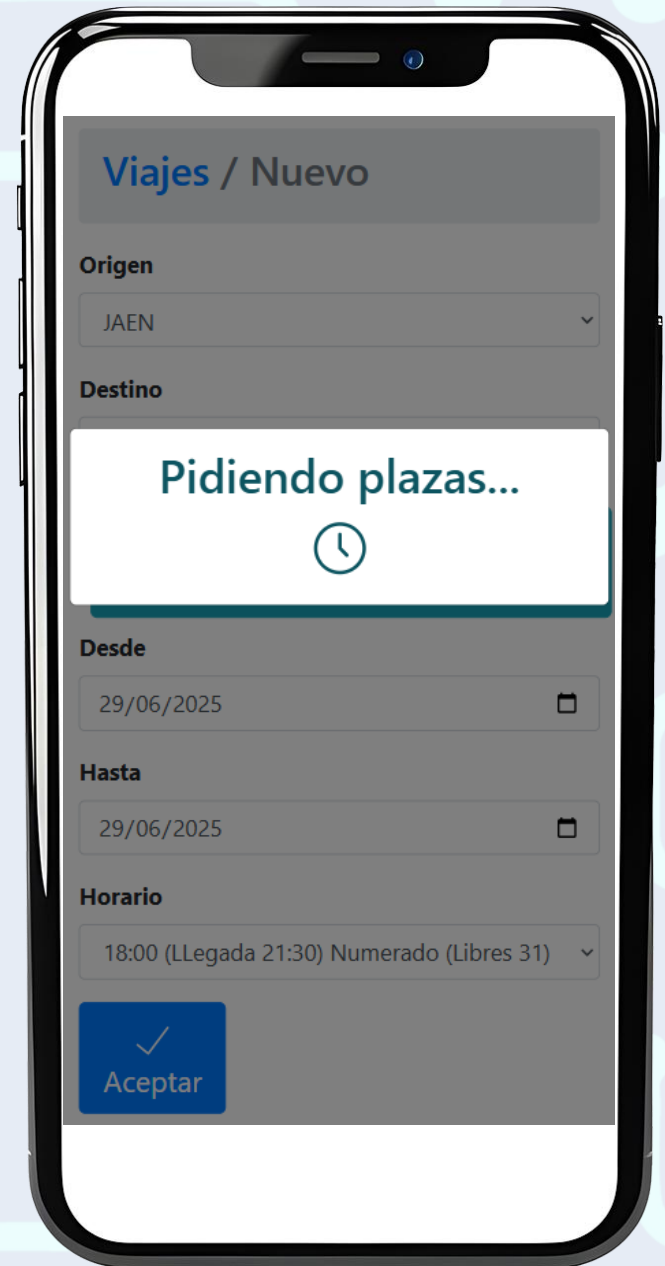 Viajes / Nuevo
Origen
JAEN
Destino
Pidiendo plazas...
Desde
29/06/2025
Hasta
29/06/2025
Horario
18:00 (LLegada 21:30) Numerado (Libres 31)
Aceptar